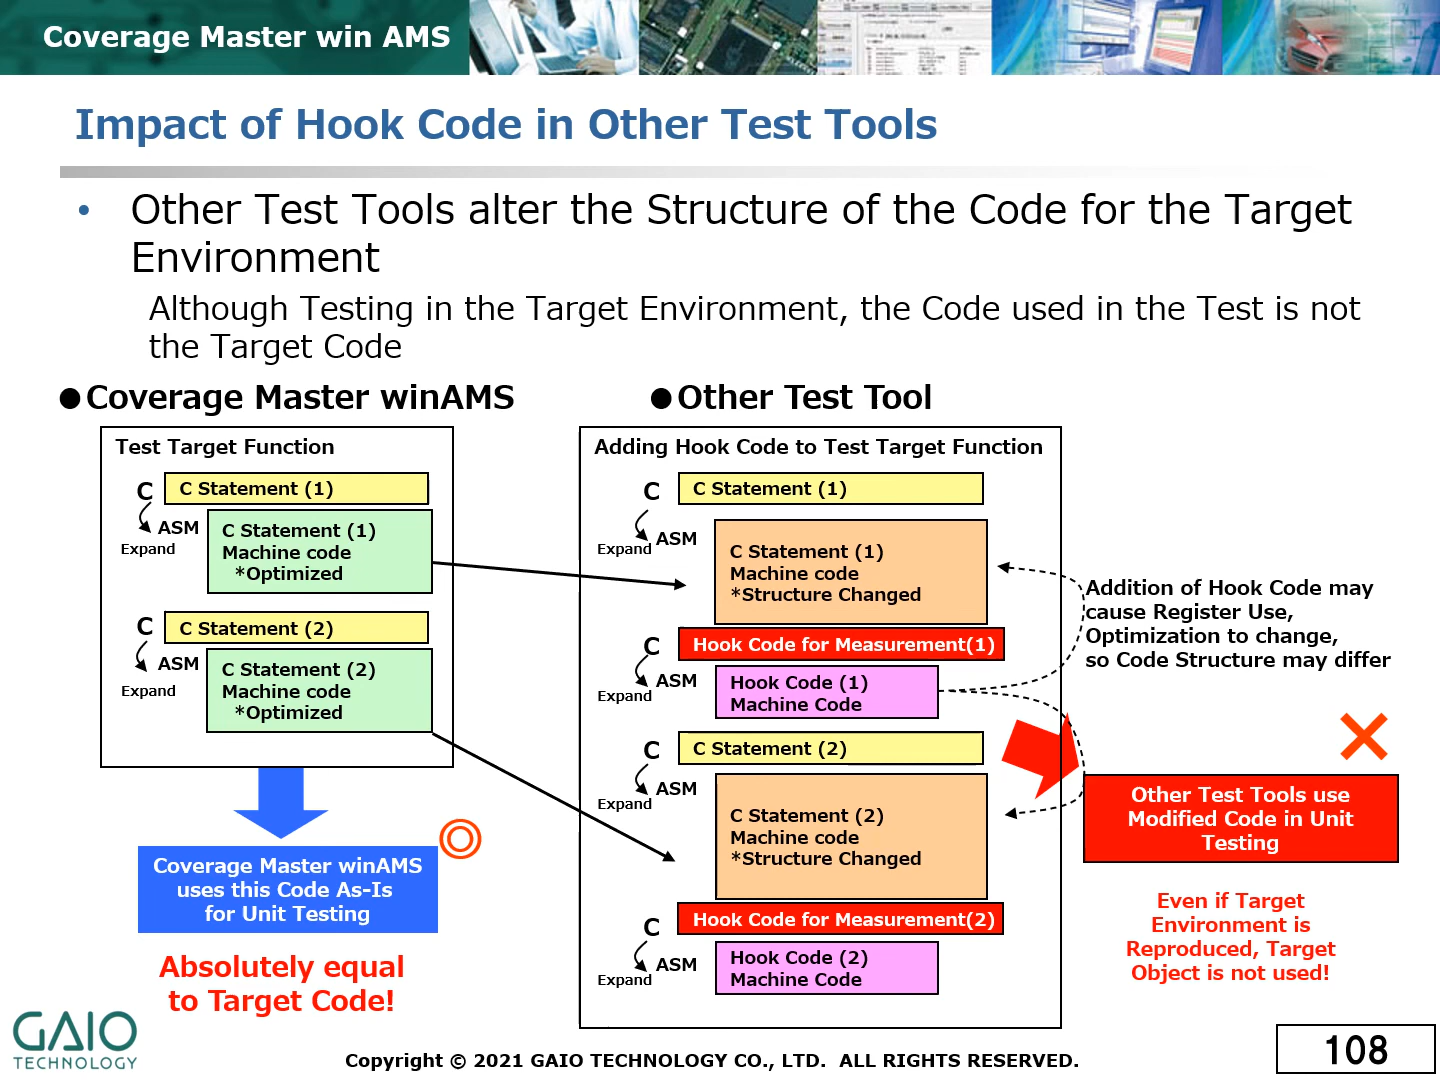 Coverage Master win AMS
Impact of Hook Code in Other Test Tools
• Other Test Tools alter the Structure of the Code for the Target
Environment
Although Testing in the Target Environment, the Code used in the Test is not
the Target Code
●Coverage Master winAMS
Test Target Function
C
C Statement (1)
ASM
Expand
C Statement (1)
Machine code
*Optimized
C
C Statement (2)
ASM
Expand
C Statement (2)
Machine code
*Optimized
Coverage Master winAMS
uses this Code As-Is
for Unit Testing
Absolutely equal
to Target Code!
●Other Test Tool
Adding Hook Code to Test Target Function
C
C Statement (1)
ASM
Expand
C Statement (1)
Machine code
*Structure Changed
C
Hook Code for Measurement(1)
ASM
Expand
Hook Code (1)
Machine Code
C
C Statement (2)
ASM
Expand
C Statement (2)
Machine code
*Structure Changed
C
Hook Code for Measurement(2)
ASM
Expand
Hook Code (2)
Machine Code
Addition of Hook Code may
cause Register Use,
Optimization to change,
so Code Structure may differ
Other Test Tools use
Modified Code in Unit
Testing
Even if Target
Environment is
Reproduced, Target
Object is not used!
GAIO
TECHNOLOGY
Copyright © 2021 GAIO TECHNOLOGY CO., LTD. ALL RIGHTS RESERVED.
108